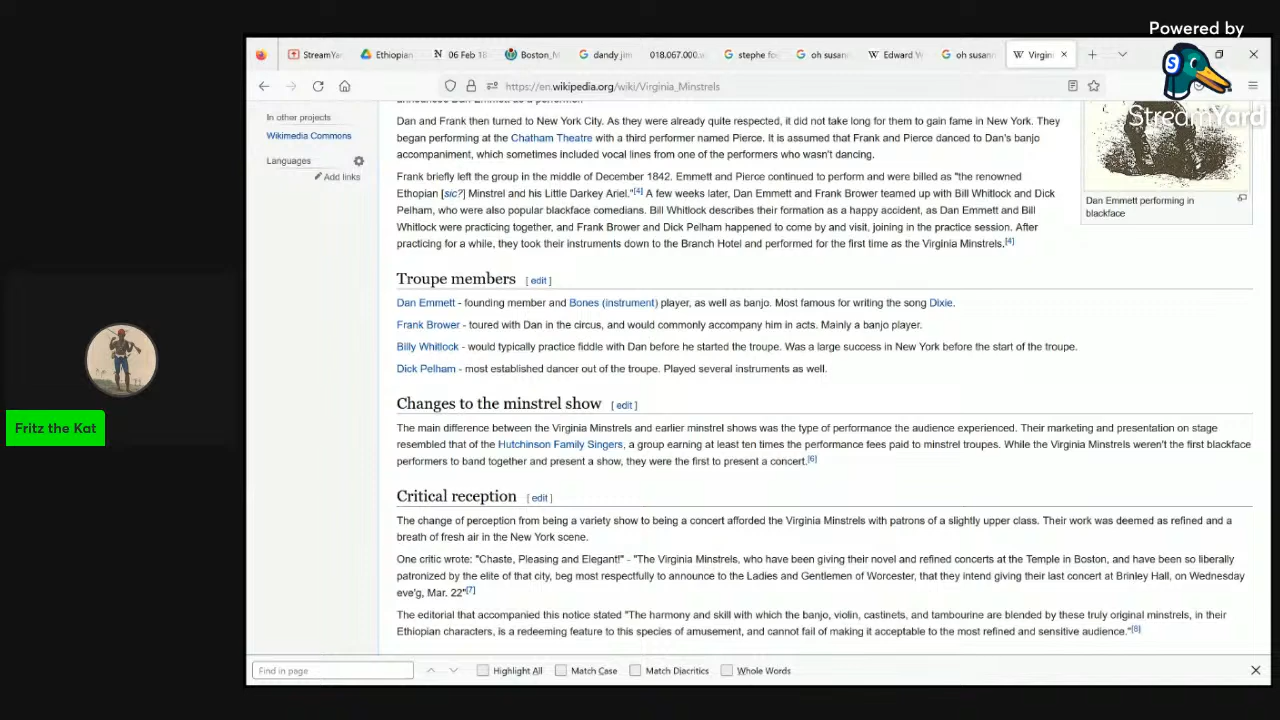 Powered by
StreamYard
StreamYar
Ethiopian
06 Feb 18
Boston_M
dandy jim
018.067.000.
stephe fo
oh susan
Edward W
oh susan
Virgin
https://en.wikipedia.org/wiki/Virginia_Minstrels
In other projects
Wikimedia Commons
Languages
Add links
announces Dan Emmett as a performer.
Dan and Frank then turned to New York City. As they were already quite respected, it did not take long for them to gain fame in New York. They
began performing at the Chatham Theatre with a third performer named Pierce. It is assumed that Frank and Pierce danced to Dan's banjo
accompaniment, which sometimes included vocal lines from one of the performers who wasn't dancing.
Frank briefly left the group in the middle of December 1842. Emmett and Pierce continued to perform and were billed as "the renowned
Ethopian [sic?] Minstrel and his Little Darkey Ariel."[4] A few weeks later, Dan Emmett and Frank Brower teamed up with Bill Whitlock and Dick
Pelham, who were also popular blackface comedians. Bill Whitlock describes their formation as a happy accident, as Dan Emmett and Bill
Whitlock were practicing together, and Frank Brower and Dick Pelham happened to come by and visit, joining in the practice session. After
practicing for a while, they took their instruments down to the Branch Hotel and performed for the first time as the Virginia Minstrels.[4]
Dan Emmett performing in
blackface
Troupe members [ edit ]
Dan Emmett - founding member and Bones (instrument) player, as well as banjo. Most famous for writing the song Dixie.
Frank Brower - toured with Dan in the circus, and would commonly accompany him in acts. Mainly a banjo player.
Billy Whitlock - would typically practice fiddle with Dan before he started the troupe. Was a large success in New York before the start of the troupe.
Dick Pelham - most established dancer out of the troupe. Played several instruments as well.
Changes to the minstrel show [ edit ]
The main difference between the Virginia Minstrels and earlier minstrel shows was the type of performance the audience experienced. Their marketing and presentation on stage
resembled that of the Hutchinson Family Singers, a group earning at least ten times the performance fees paid to minstrel troupes. While the Virginia Minstrels weren't the first blackface
performers to band together and present a show, they were the first to present a concert.[6]
Critical reception [ edit ]
The change of perception from being a variety show to being a concert afforded the Virginia Minstrels with patrons of a slightly upper class. Their work was deemed as refined and a
breath of fresh air in the New York scene.
One critic wrote: "Chaste, Pleasing and Elegant!" - "The Virginia Minstrels, who have been giving their novel and refined concerts at the Temple in Boston, and have been so liberally
patronized by the elite of that city, beg most respectfully to announce to the Ladies and Gentlemen of Worcester, that they intend giving their last concert at Brinley Hall, on Wednesday
eve'g, Mar. 22"[7]
The editorial that accompanied this notice stated "The harmony and skill with which the banjo, violin, castinets, and tambourine are blended by these truly original minstrels, in their
Ethiopian characters, is a redeeming feature to this species of amusement, and cannot fail of making it acceptable to the most refined and sensitive audience."[8]
Find in page
Highlight All
Match Case
Match Diacritics
Whole Words
Fritz the Kat